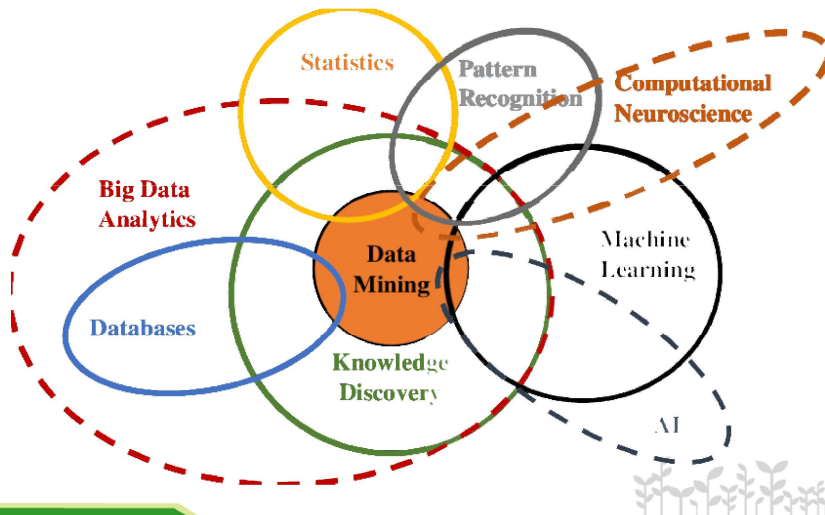 Statistics
Pattern
Recognition
Computational
Neuroscience
Big Data
Analytics
Data
Mining
Machine
Learning
Databases
Knowledge
Discovery
AI